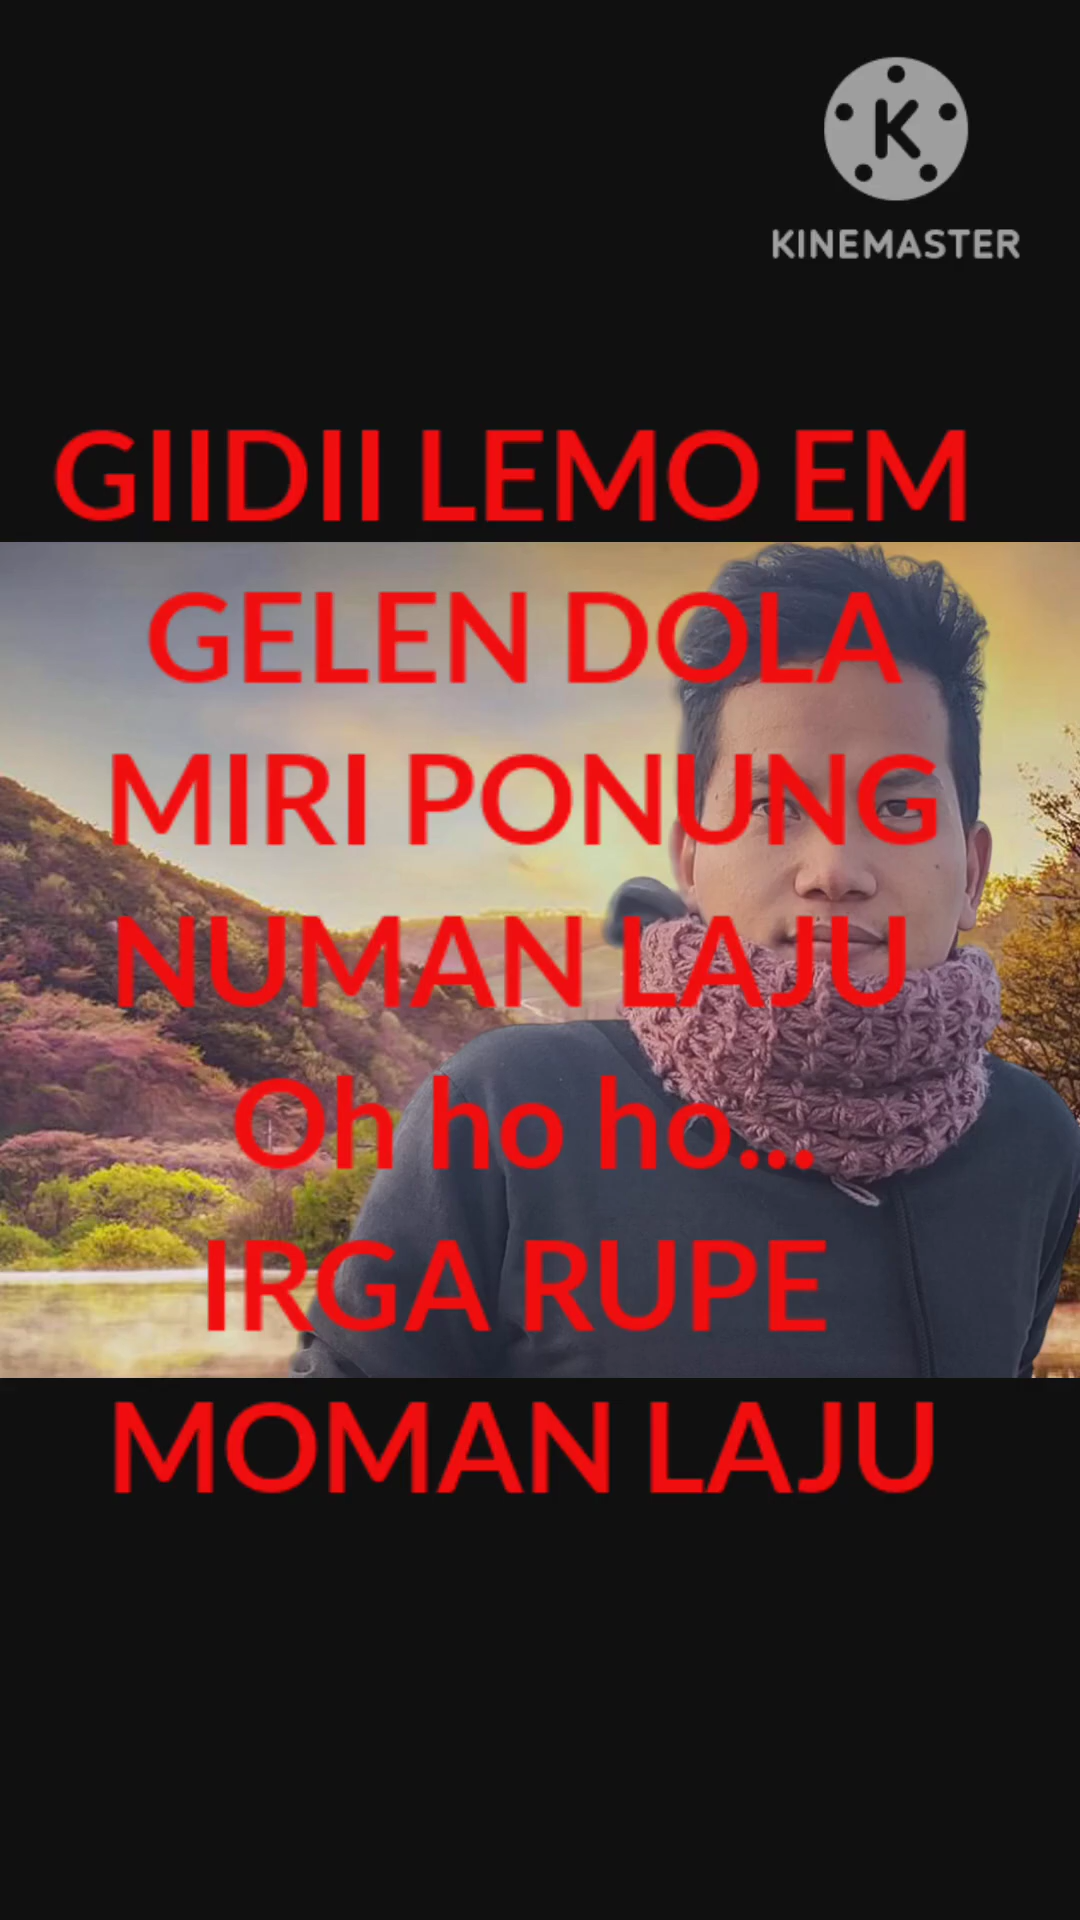 KINEMASTER
GIIDII LEMO EM
GELEN DOLA
MIRI PONUNG
NUMAN LAJU
Oh ho ho...
IRGA RUPE
MOMAN LAJU